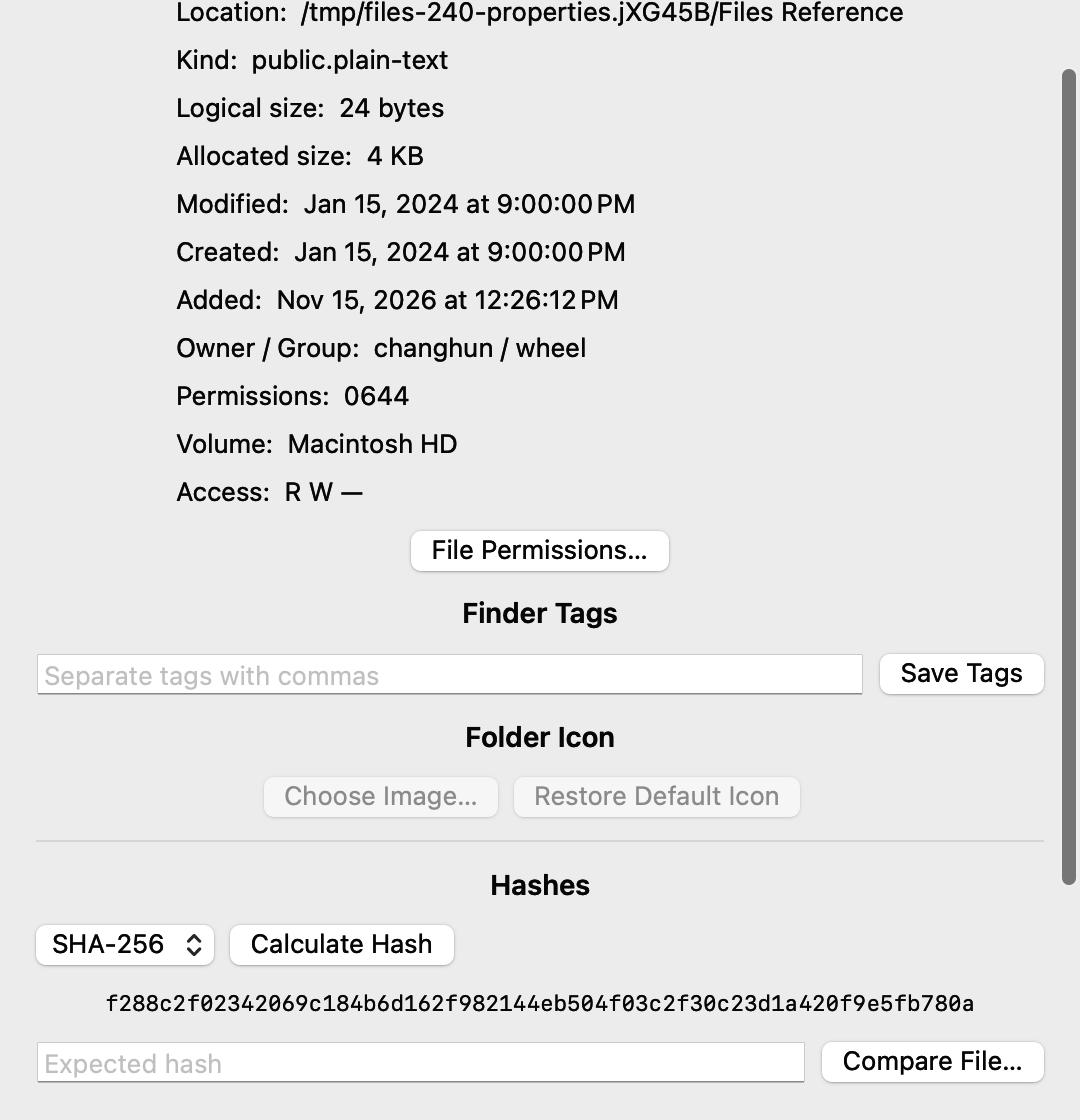 Location: /tmp/files-240-properties.jXG45B/Files Reference
Kind: public.plain-text
Logical size: 24 bytes
Allocated size: 4 KB
Modified: Jan 15, 2024 at 9:00:00 PM
Created: Jan 15, 2024 at 9:00:00 PM
Added: Nov 15, 2026 at 12:26:12 PM
Owner / Group: changhun / wheel
Permissions: 0644
Volume: Macintosh HD
Access: R W —
File Permissions...
Finder Tags
Separate tags with commas Save Tags
Folder Icon
Choose Image... Restore Default Icon
Hashes
SHA-256 Calculate Hash
f288c2f02342069c184b6d162f982144eb504f03c2f30c23d1a420f9e5fb780a
Expected hash Compare File...